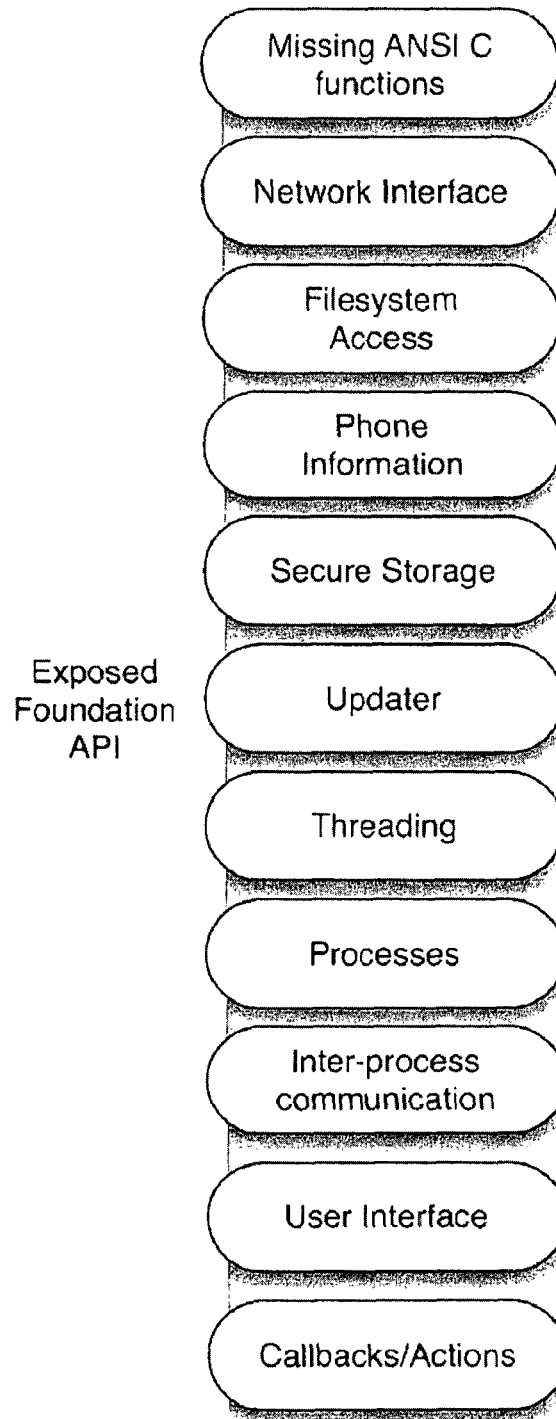 Missing ANSI C
functions
Network Interface
Filesystem
Access
Phone
Information
Secure Storage
Exposed
Foundation
API
Updater
Threading
Processes
Inter-process
communication
User Interface
Callbacks/Actions